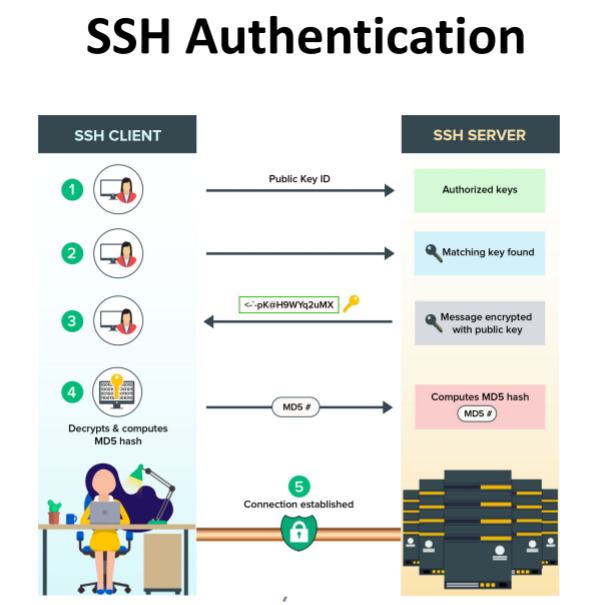 SSH Authentication
SSH CLIENT
SSH SERVER
1
Public Key ID
Authorized keys
2
Matching key found
3
<-`-pK@H9WYq2uMX
Message encrypted
with public key
4
Decrypts & computes
MD5 hash
MD5 #
Computes MD5 hash
MD5 #
5
Connection established